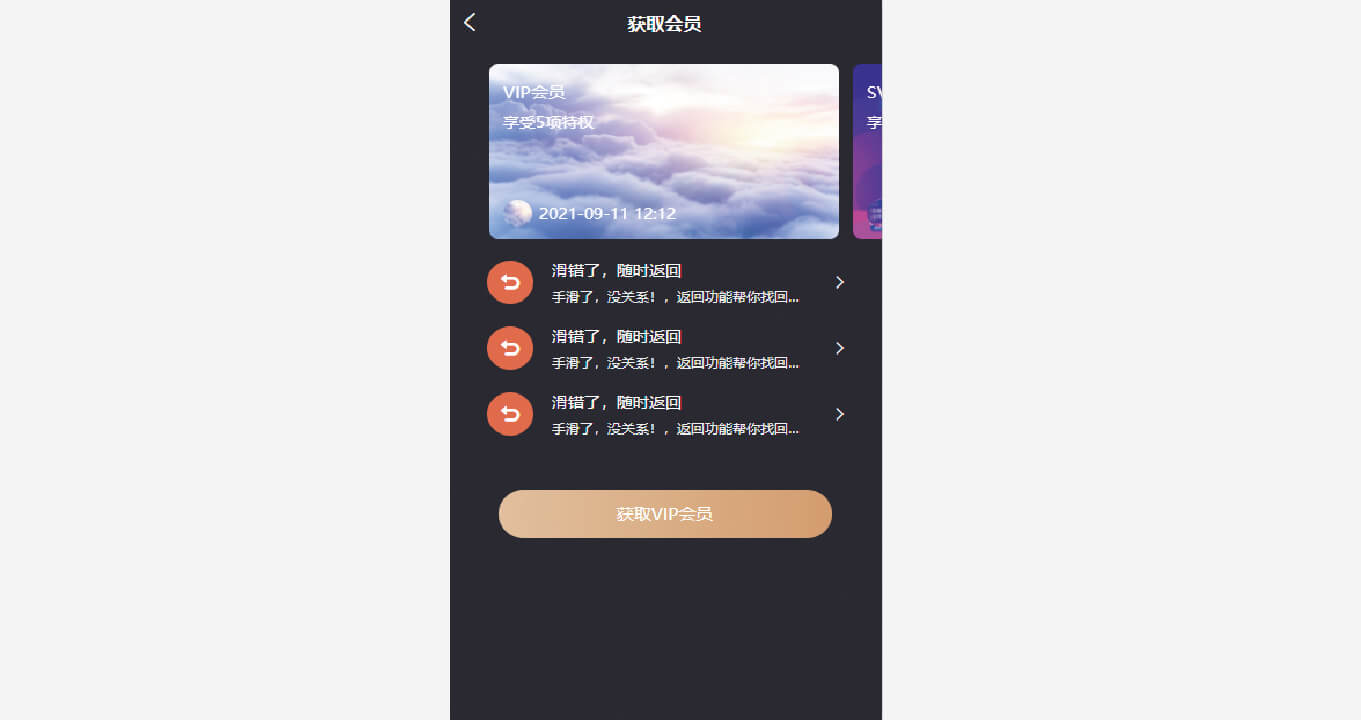 获取会员
VIP会员
享受5项特权
2021-09-11 12:12
SV
享
滑错了，随时返回
手滑了，没关系！，返回功能帮你找回...
滑错了，随时返回
手滑了，没关系！，返回功能帮你找回...
滑错了，随时返回
手滑了，没关系！，返回功能帮你找回...
获取VIP会员